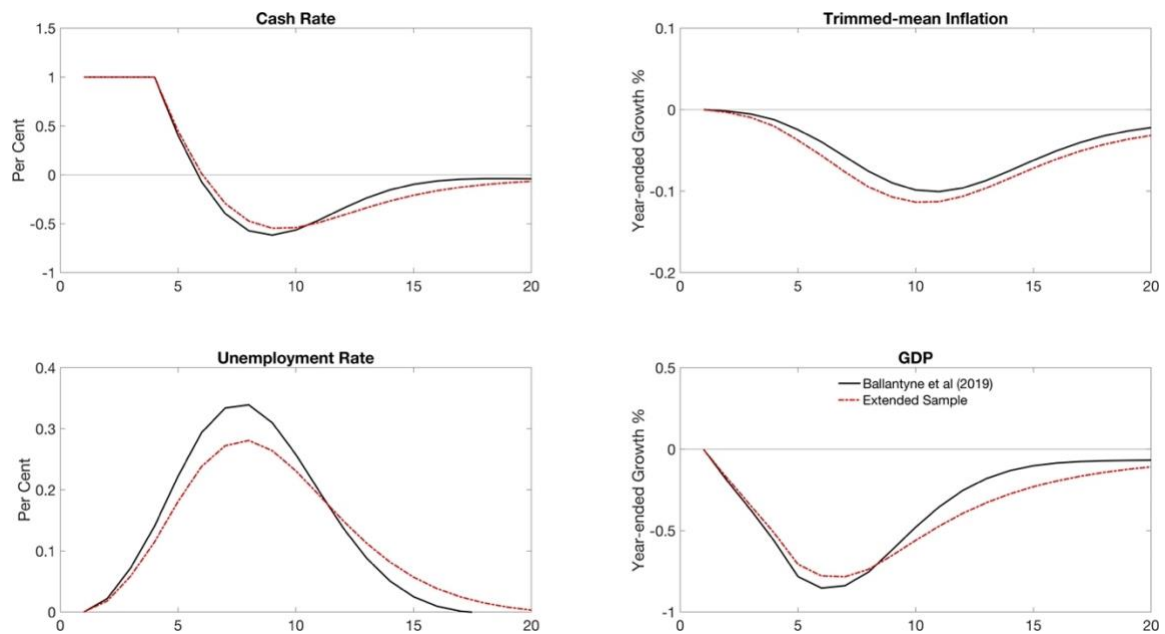 Cash Rate
Per Cent
1.5
1
0.5
0
-0.5
-1
0 5 10 15 20
Trimmed-mean Inflation
Year-ended Growth %
0.1
0
-0.1
-0.2
0 5 10 15 20
Unemployment Rate
Per Cent
0.4
0.3
0.2
0.1
0
0 5 10 15 20
GDP
Year-ended Growth %
0.5
0
-0.5
-1
0 5 10 15 20
Ballantyne et al (2019)
Extended Sample